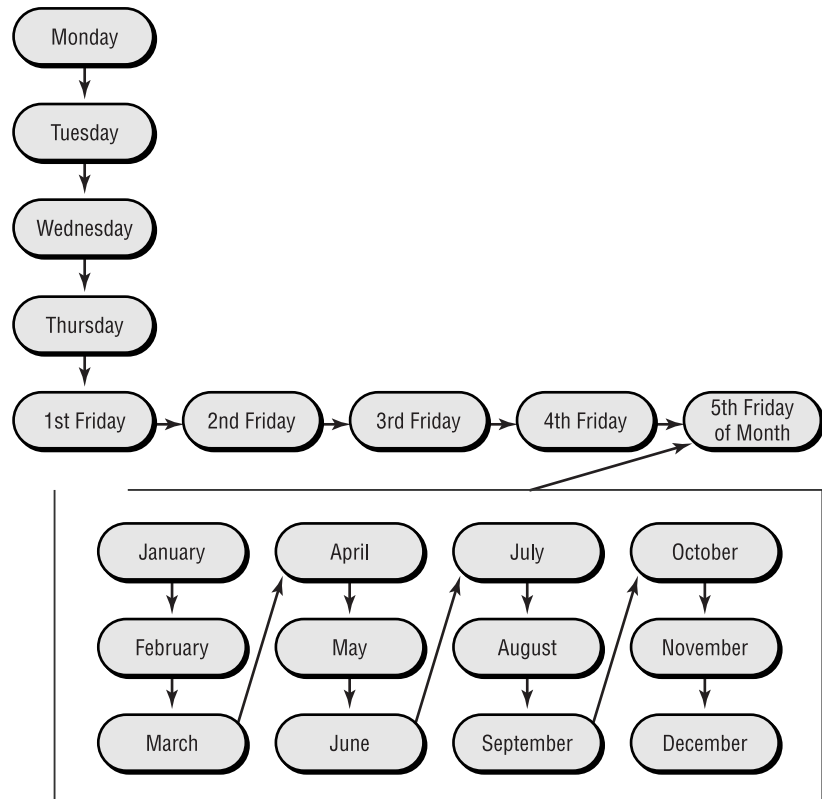 Monday
Tuesday
Wednesday
Thursday
1st Friday
2nd Friday
3rd Friday
4th Friday
5th Friday
of Month
January
April
July
October
February
May
August
November
March
June
September
December